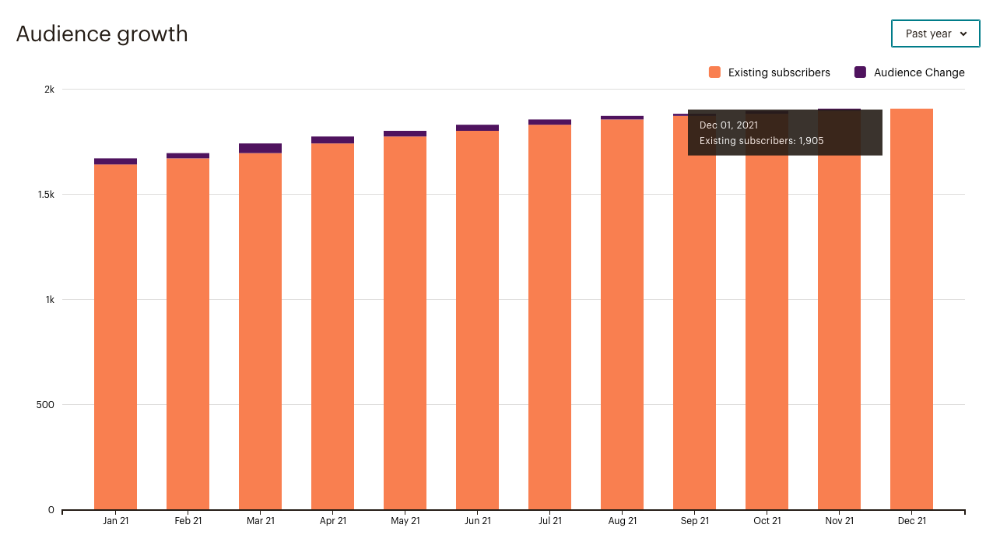 Audience growth
Past year
Existing subscribers
Audience Change
2k
Dec 01, 2021
Existing subscribers: 1,905
1.5k
1k
500
0
Jan 21 Feb 21 Mar 21 Apr 21 May 21 Jun 21 Jul 21 Aug 21 Sep 21 Oct 21 Nov 21 Dec 21